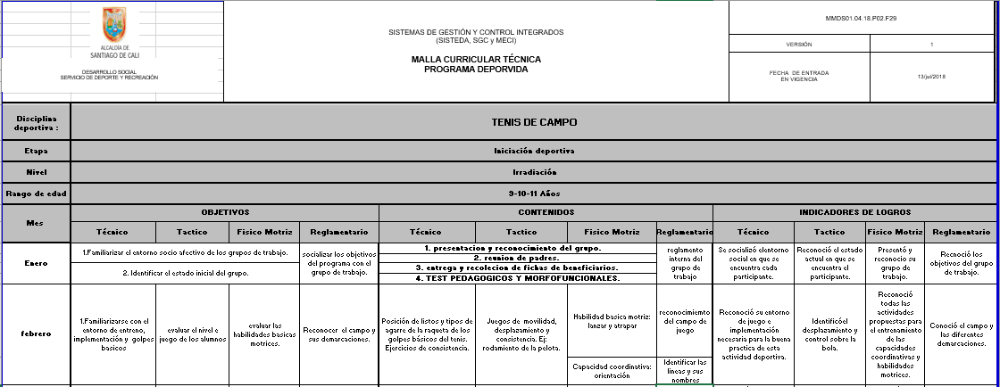 ALCALDÍA DE
SANTIAGO DE CALI
DESARROLLO SOCIAL
SERVICIO DE DEPORTE Y RECREACIÓN
SISTEMAS DE GESTIÓN Y CONTROL INTEGRADOS
(SISTEDA, SGC y MECI)
MALLA CURRICULAR TÉCNICA
PROGRAMA DEPORVIDA
MMDS01.04.18.P02.F29
VERSIÓN
1
FECHA DE ENTRADA
EN VIGENCIA
13/jul/2018
Disciplina
deportiva :
TENIS DE CAMPO
Etapa
Iniciación deportiva
Nivel
Irradiación
Rango de edad
9-10-11 Años
Mes
OBJETIVOS
CONTENIDOS
INDICADORES DE LOGROS
Técnico
Tactico
Fisico Motriz
Reglamentario
Técnico
Tactico
Fisico Motriz
Reglamentario
Técnico
Tactico
Fisico Motriz
Reglamentario
Enero
1.Familiarizar el entorno socio afectivo de los grupos de trabajo.
2. Identificar el estado inicial del grupo.
socializar los objetivos
del programa con el
grupo de trabajo.
1. presentacion y reconocimiento del grupo.
2. reunion de padres.
3. entrega y recolecion de fichas de beneficiarios.
4. TEST PEDAGOGICOS Y MORFOFUNCIONALES.
reglamento
interna del
grupo de
trabajo
Se socializó elentorno
social en que se
encuentra cada
participante.
Reconoció el estado
actual en que se
encuentra el
participante.
Presentó y
reconocio su
grupo de
trabajo.
Recnoció los
objetivos del grupo
de trabajo.
febrero
1.Familiarizarse con el
entorno de entreno,
implementación y golpes
basicos
evaluar el nivel e
juego de los alumnos
evaluar las
habilidades basicas
motrices.
Reconocer el campo y
sus demarcaciones.
Posición de listos y tipos de
agarre de la raqueta de los
golpes básicos del tenis.
Ejercicios de consistencia.
Juegos de movilidad,
desplazamiento y
consistencia. Ej:
rodamiento de la pelota.
Habilidad basica motriz:
lanzar y atrapar
Capacidad coordinativa:
orientación
reconocimiemto
del campo de
juego
Identificar las
lineas y sus
nombres
Reconoció su entorno
de juego e
implementación
necesaria para la buena
practica de esta
actividad deportiva.
Identificóel
desplazamiento y
control sobre la
bola.
Reconoció
todas las
actividades
propuestas para
el entrenamiento
de las
capacidades
coordinativas y
habilidades
motrices.
Conoció el campo y
las diferentes
demarcaciones.